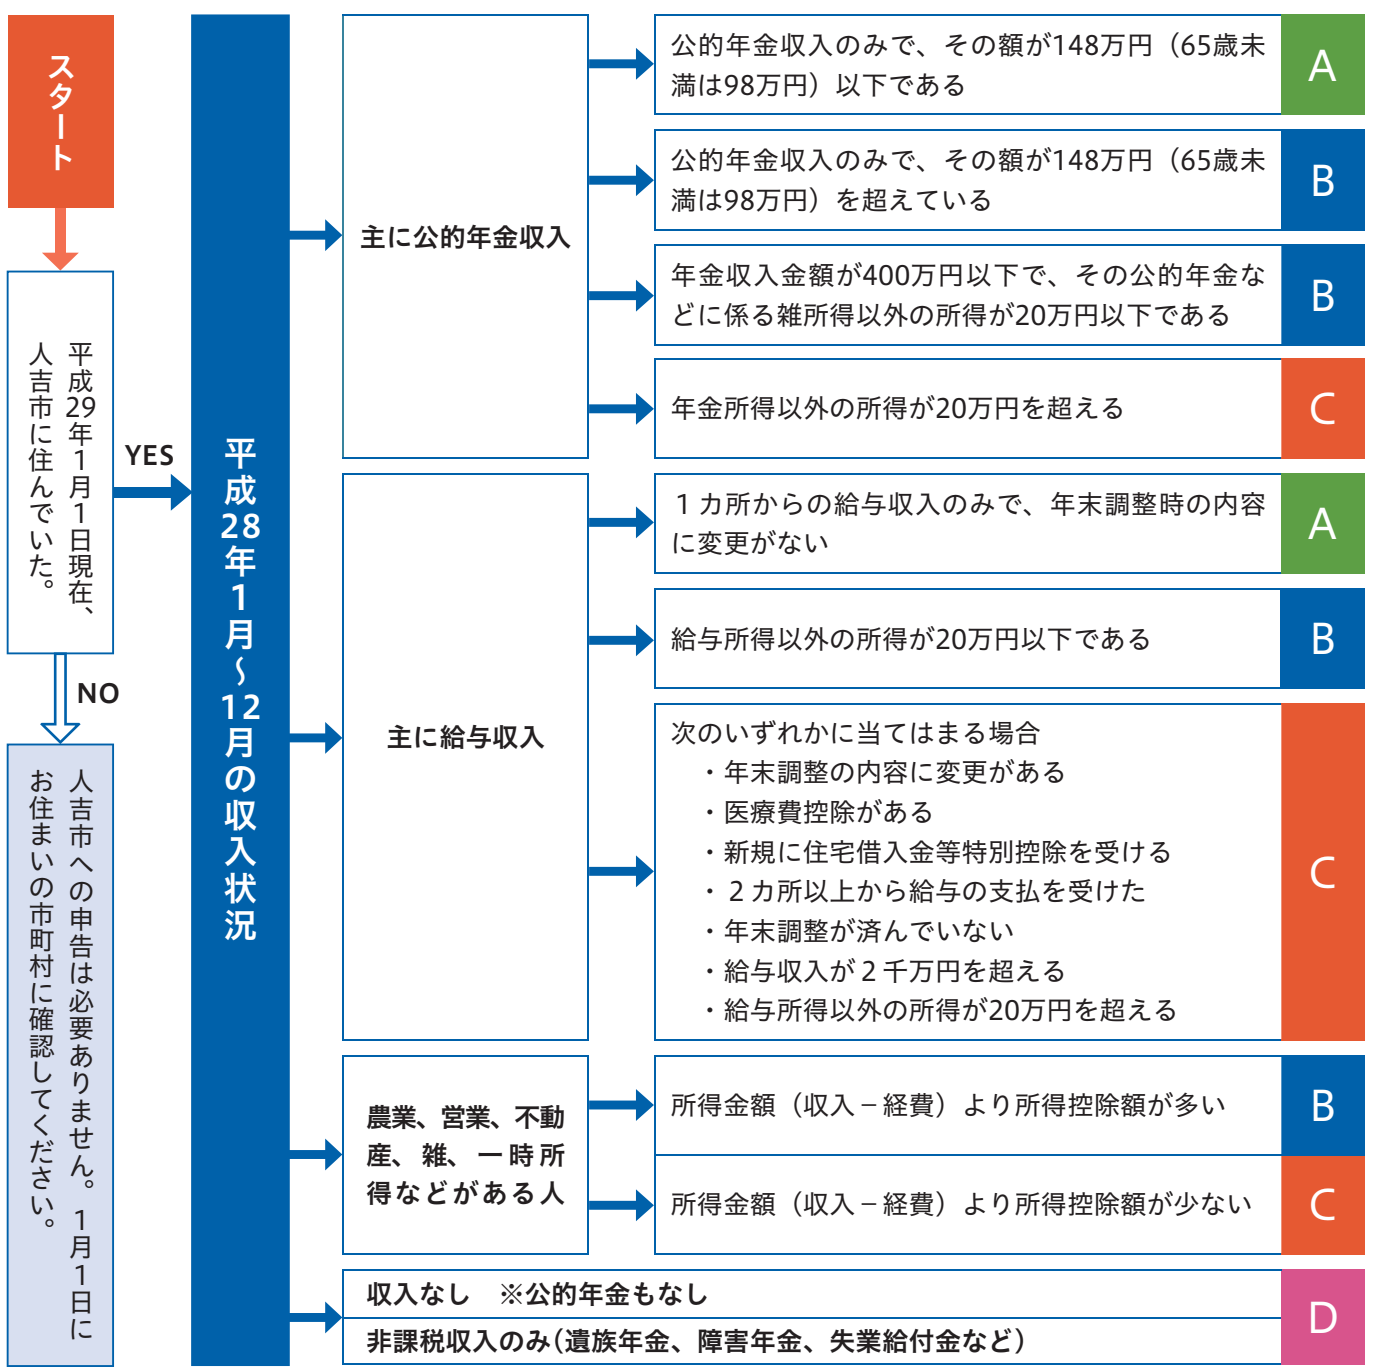 スタート
平成29年1月1日現在、
人吉市に住んでいた。
YES
NO
人吉市への申告は必要ありません。1月1日に
お住まいの市町村に確認してください。
平成28年1月～12月の収入状況
主に公的年金収入
公的年金収入のみで、その額が148万円（65歳未
満は98万円）以下である
A
公的年金収入のみで、その額が148万円（65歳未
満は98万円）を超えている
B
年金収入金額が400万円以下で、その公的年金な
どに係る雑所得以外の所得が20万円以下である
B
年金所得以外の所得が20万円を超える
C
主に給与収入
１カ所からの給与収入のみで、年末調整時の内容
に変更がない
A
給与所得以外の所得が20万円以下である
B
次のいずれかに当てはまる場合
・年末調整の内容に変更がある
・医療費控除がある
・新規に住宅借入金等特別控除を受ける
・２カ所以上から給与の支払を受けた
・年末調整が済んでいない
・給与収入が２千万円を超える
・給与所得以外の所得が20万円を超える
C
農業、営業、不動
産、雑、一時所
得などがある人
所得金額（収入－経費）より所得控除額が多い
B
所得金額（収入－経費）より所得控除額が少ない
C
収入なし　※公的年金もなし
非課税収入のみ（遺族年金、障害年金、失業給付金など）
D